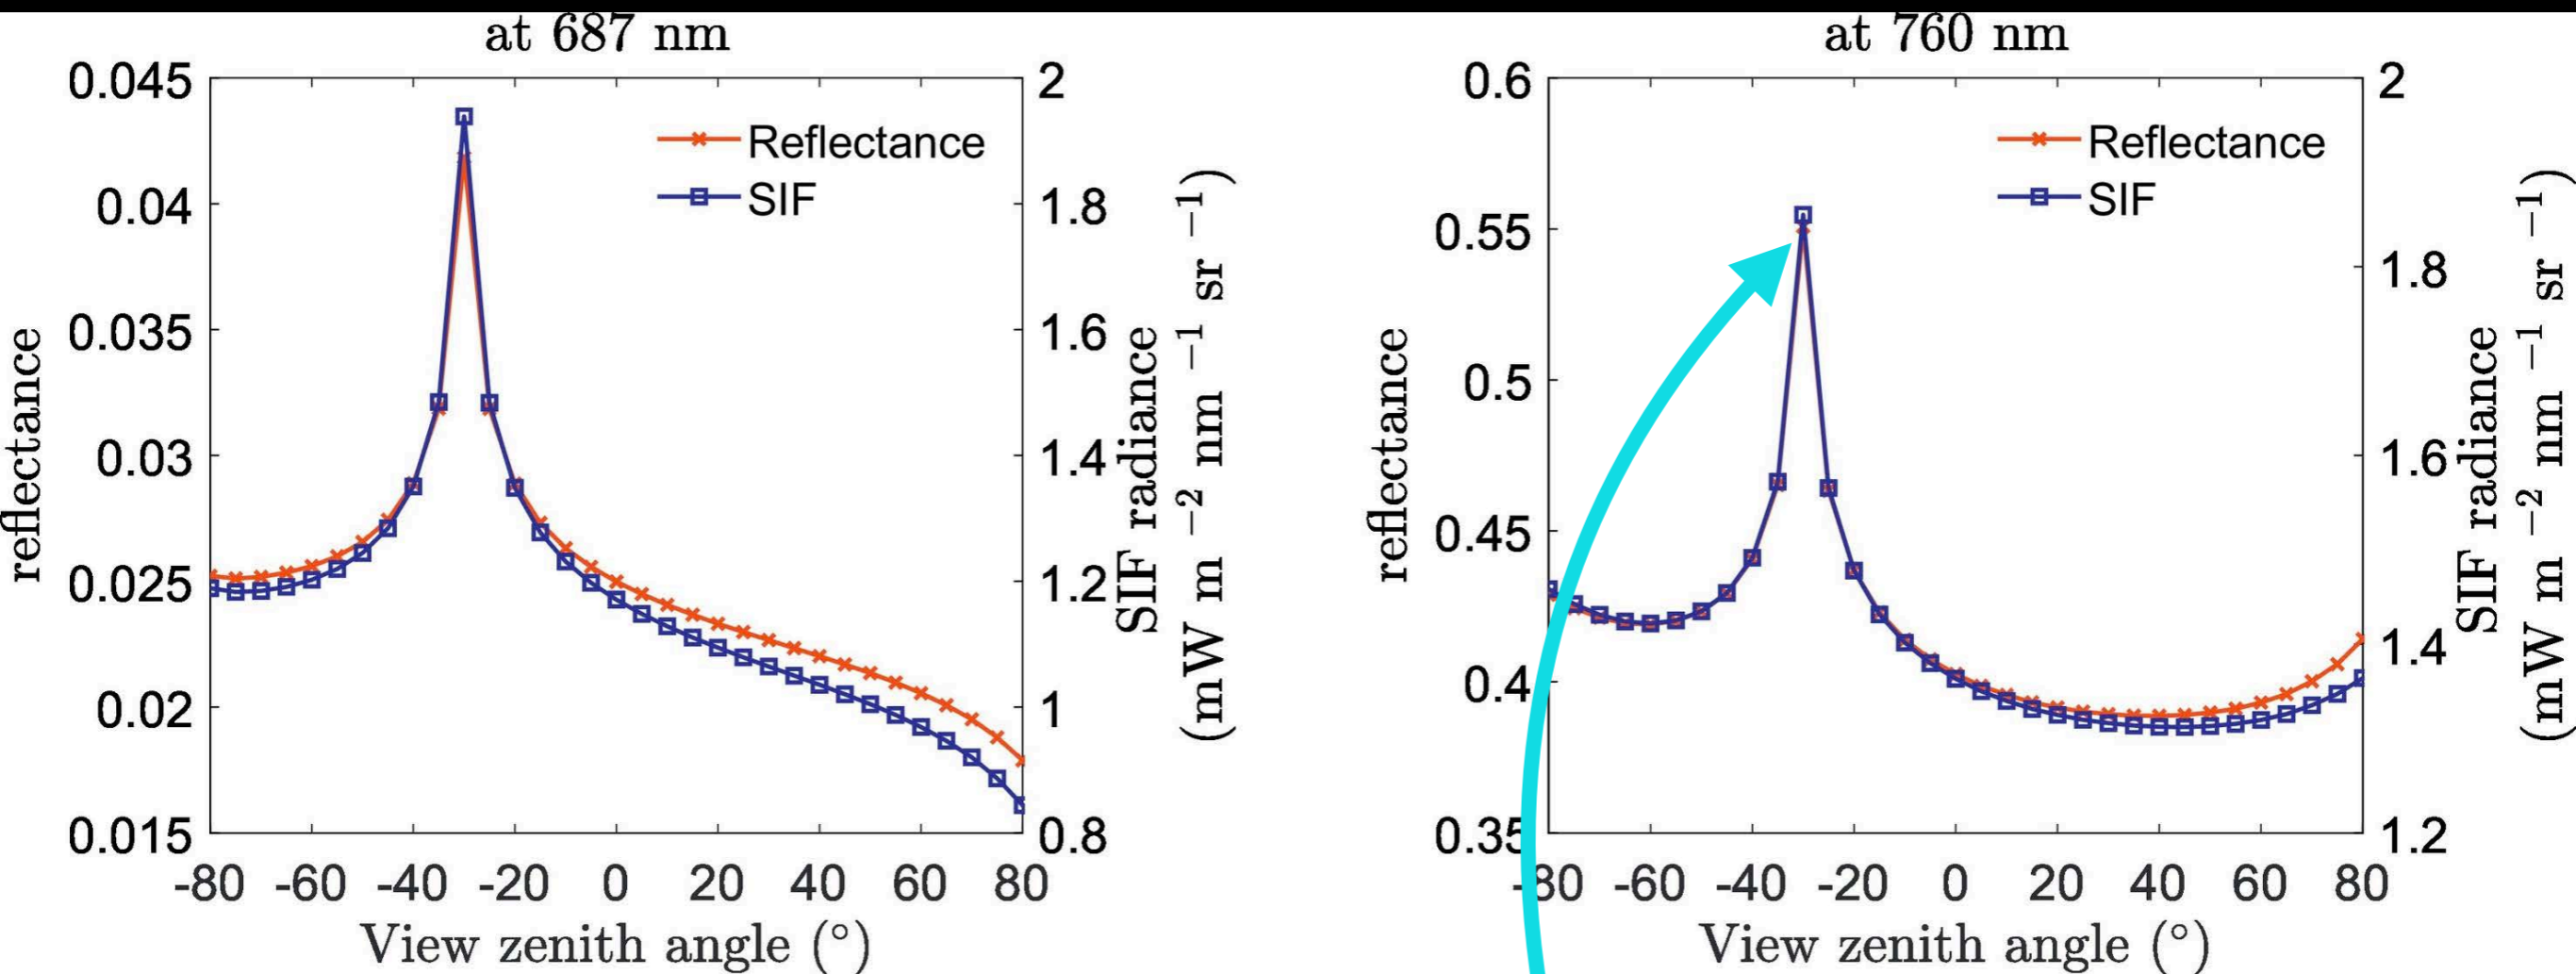 at 687 nm
0.045
0.04
0.035
0.03
0.025
0.02
0.015
reflectance
2
1.8
1.6
1.4
1.2
1
0.8
SIF radiance
(mW m⁻² nm⁻¹ sr⁻¹)
Reflectance
SIF
-80 -60 -40 -20 0 20 40 60 80
View zenith angle (°)
at 760 nm
0.6
0.55
0.5
0.45
0.4
0.35
reflectance
2
1.8
1.6
1.4
1.2
SIF radiance
(mW m⁻² nm⁻¹ sr⁻¹)
Reflectance
SIF
-80 -60 -40 -20 0 20 40 60 80
View zenith angle (°)